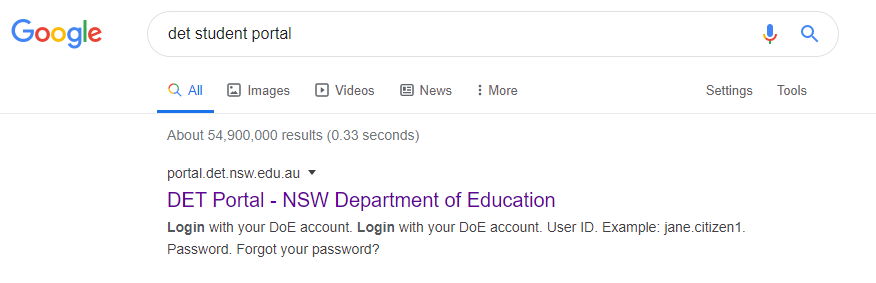 Google
det student portal
All Images Videos News More Settings Tools
About 54,900,000 results (0.33 seconds)
portal.det.nsw.edu.au
DET Portal - NSW Department of Education
Login with your DoE account. Login with your DoE account. User ID. Example: jane.citizen1.
Password. Forgot your password?